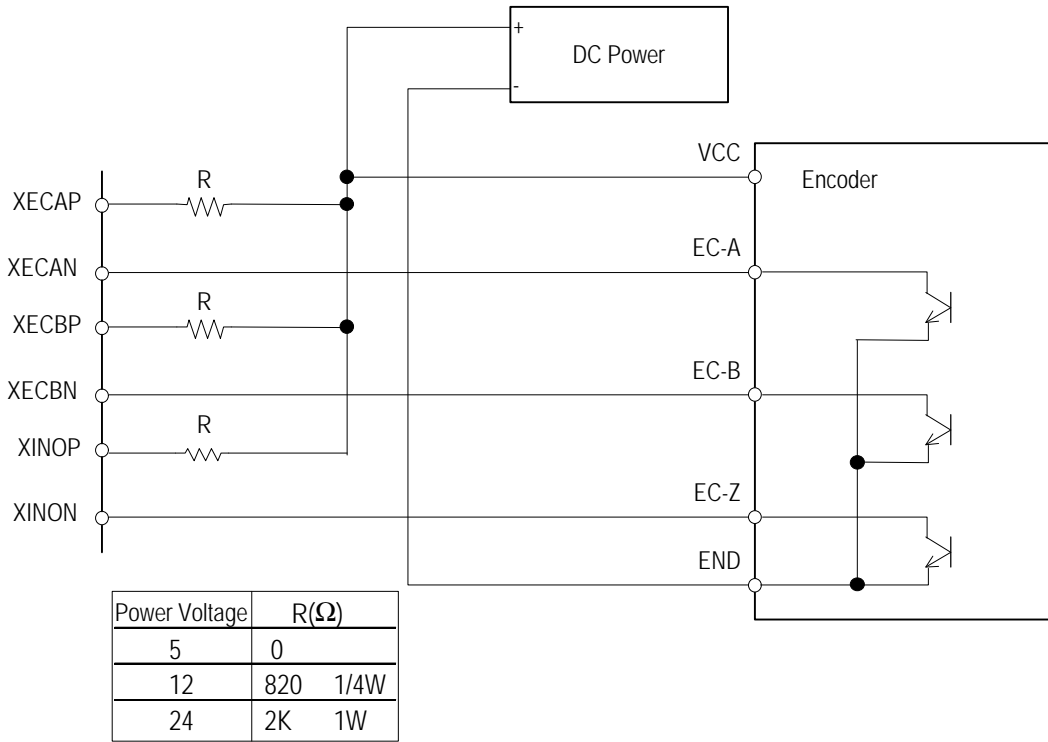 +
DC Power
-
VCC
Encoder
R
XECAP
EC-A
XECAN
R
XECBP
EC-B
XECBN
R
XINOP
EC-Z
XINON
END
Power Voltage R(Ω)
5 0
12 820 1/4W
24 2K 1W